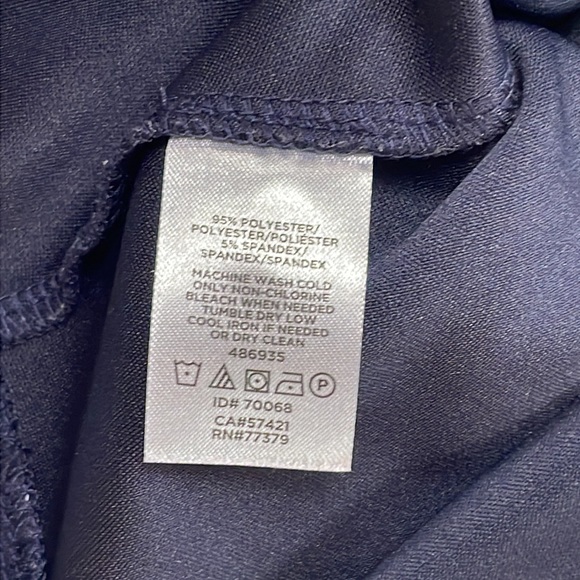 95% POLYESTER/
POLYESTER/POLIÉSTER
5% SPANDEX/
SPANDEX/SPANDEX
MACHINE WASH COLD
ONLY NON-CHLORINE
BLEACH WHEN NEEDED
TUMBLE DRY LOW
COOL IRON IF NEEDED
OR DRY CLEAN
486935
P
ID# 70068
CA#57421
RN#77379